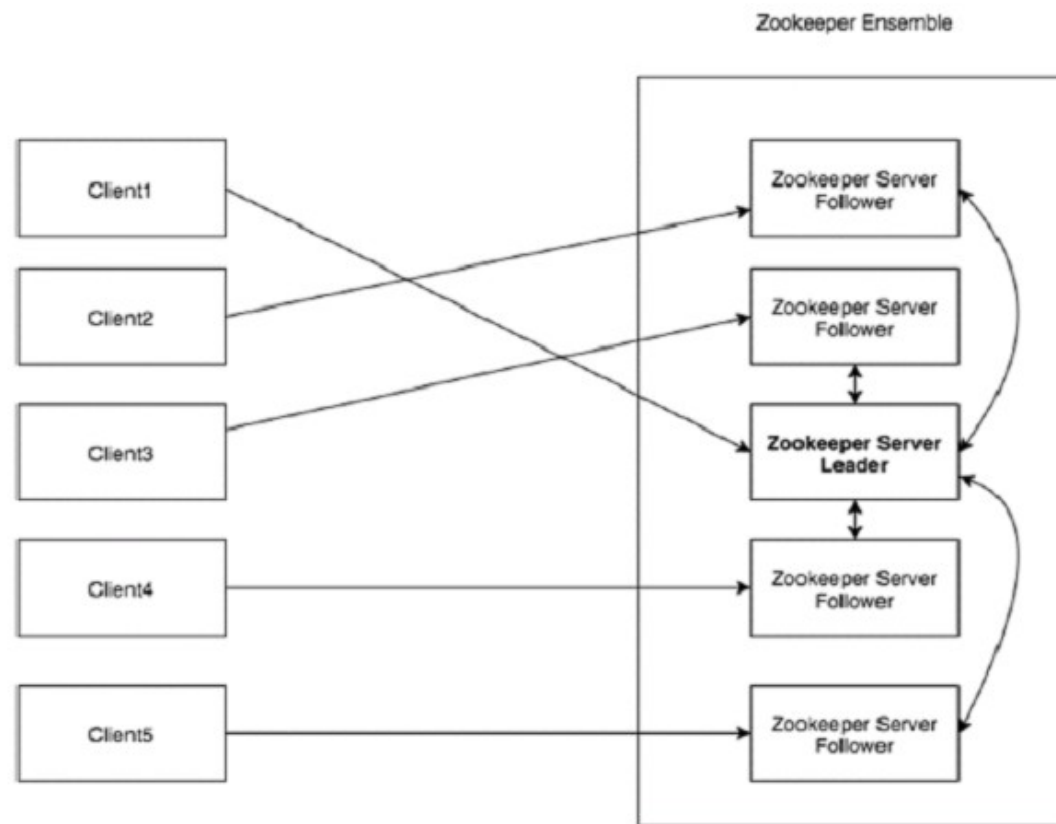 Zookeeper Ensemble
Client1
Zookeeper Server
Follower
Client2
Zookeeper Server
Follower
Client3
Zookeeper Server
Leader
Client4
Zookeeper Server
Follower
Client5
Zookeeper Server
Follower